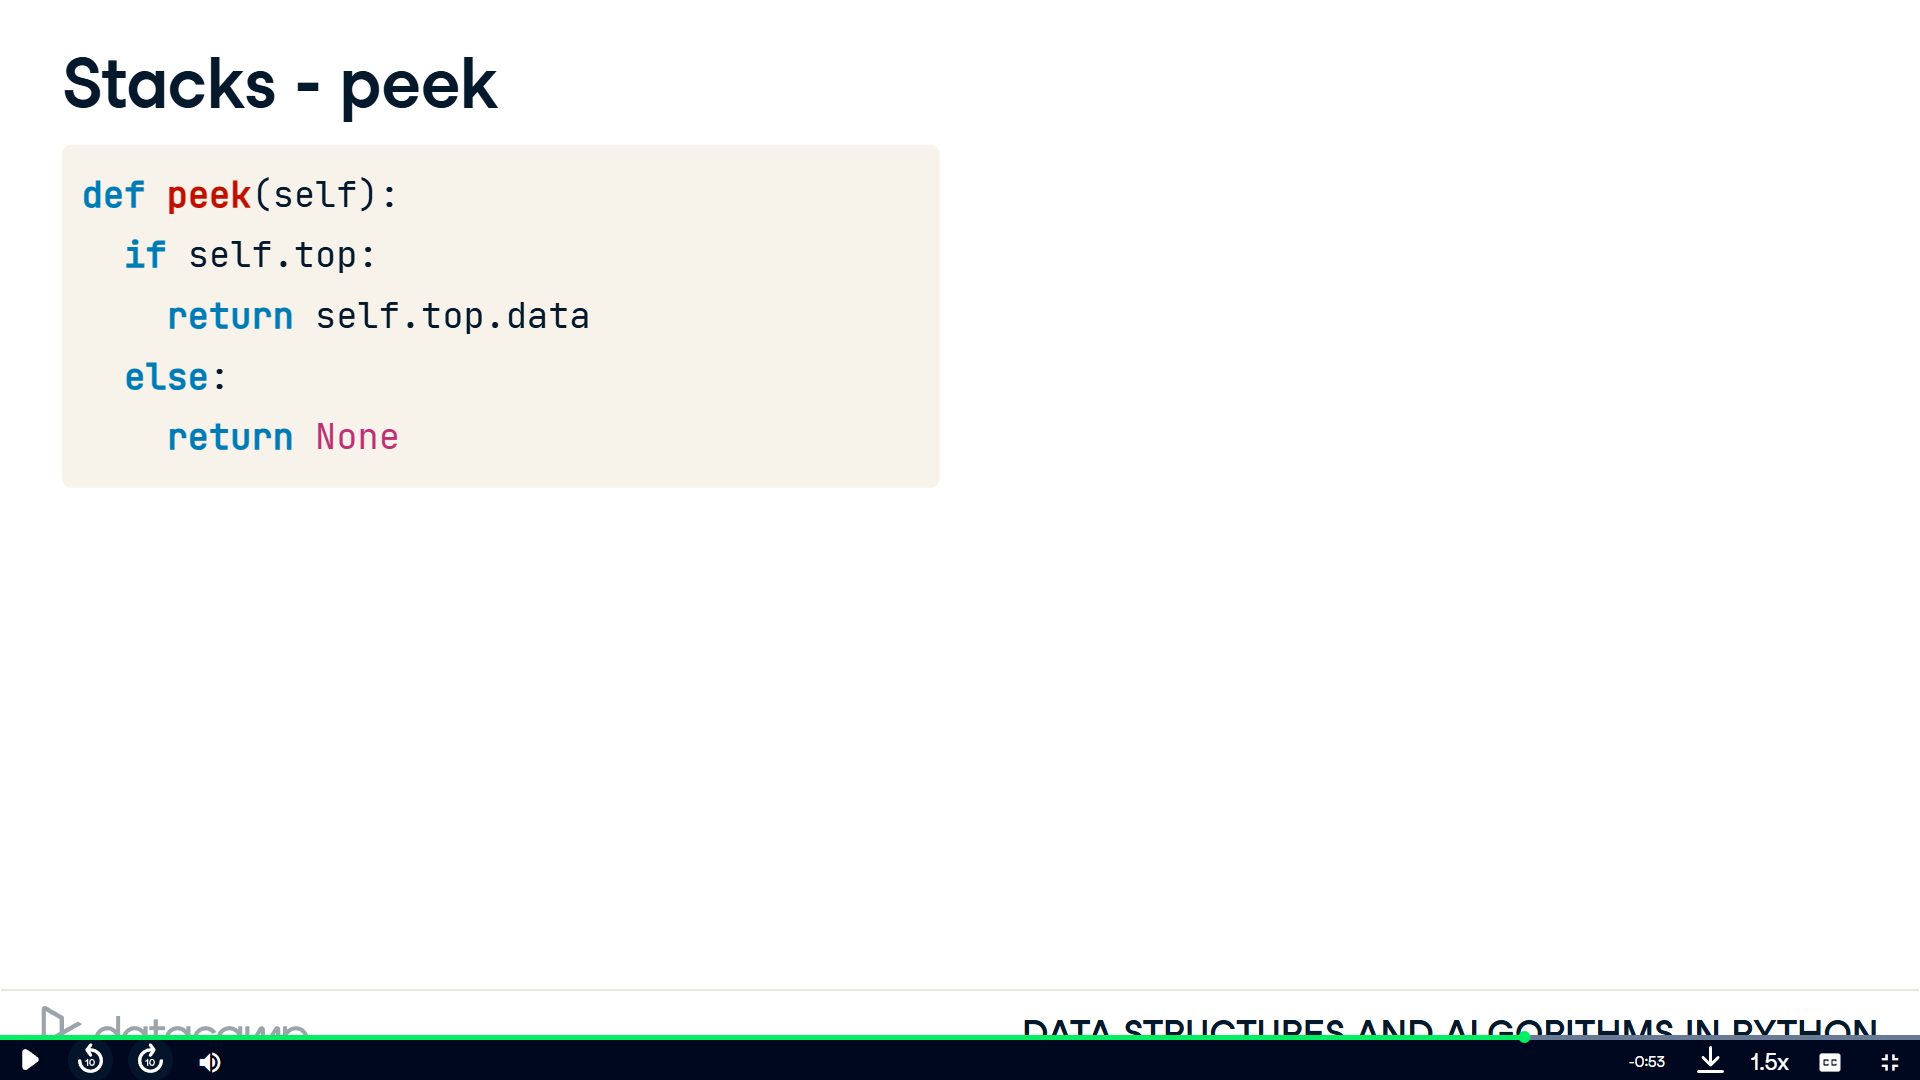 Stacks - peek
def peek(self):
  if self.top:
    return self.top.data
  else:
    return None
datacamp
DATA STRUCTURES AND ALGORITHMS IN PYTHON
10
10
-0:53
1.5x
CC